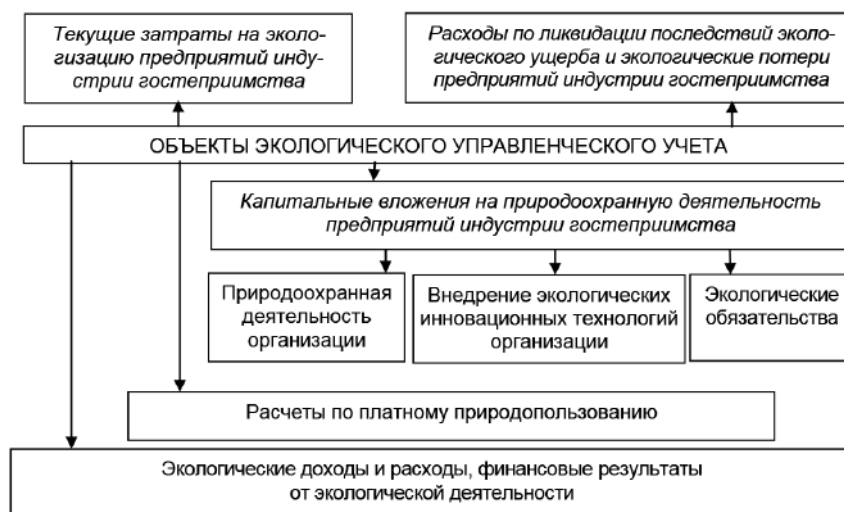 Текущие затраты на эколо-
гизацию предприятий инду-
стрии гостеприимства
Расходы по ликвидации последствий эколо-
гического ущерба и экологические потери
предприятий индустрии гостеприимства
ОБЪЕКТЫ ЭКОЛОГИЧЕСКОГО УПРАВЛЕНЧЕСКОГО УЧЕТА
Капитальные вложения на природоохранную деятельность
предприятий индустрии гостеприимства
Природоохранная
деятельность
организации
Внедрение экологических
инновационных технологий
организации
Экологические
обязательства
Расчеты по платному природопользованию
Экологические доходы и расходы, финансовые результаты
от экологической деятельности